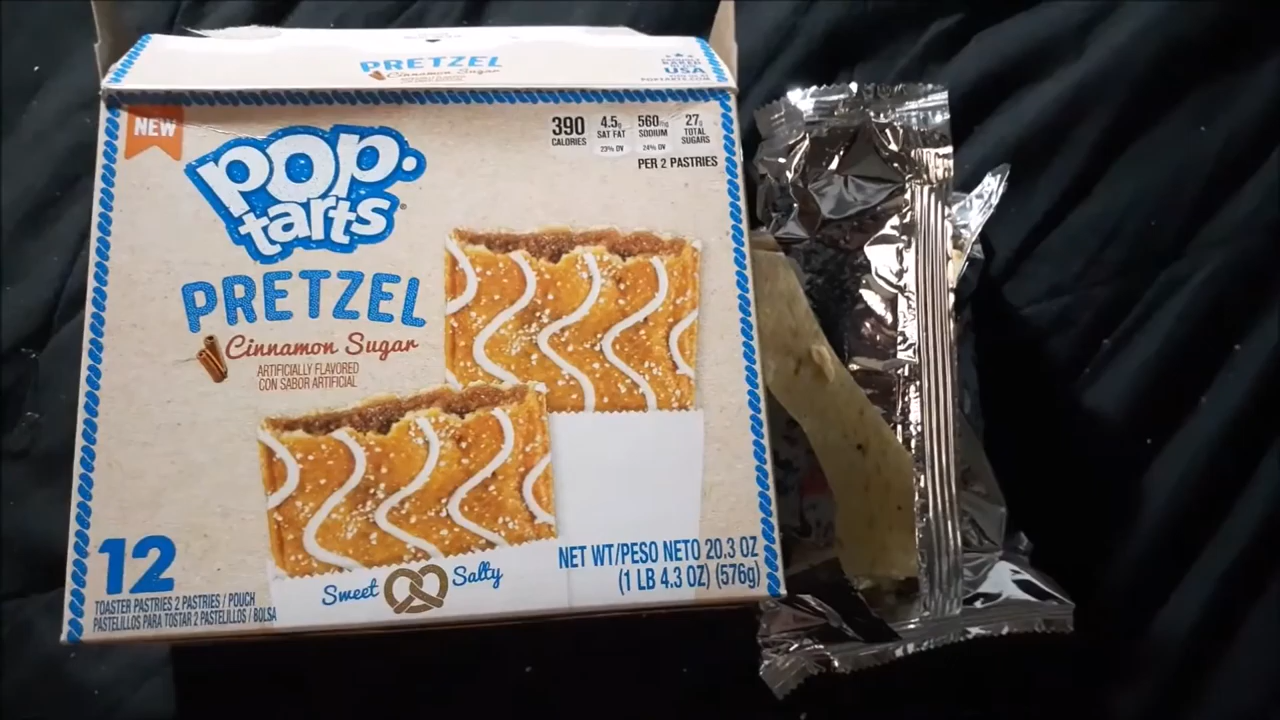 PRETZEL
Cinnamon Sugar
USA
POPTARTS.COM
NEW
pop.
tarts
®
PRETZEL
Cinnamon Sugar
ARTIFICIALLY FLAVORED
CON SABOR ARTIFICIAL
390 CALORIES
4.5g SAT FAT 23% DV
560mg SODIUM 24% DV
27g TOTAL SUGARS
PER 2 PASTRIES
12
TOASTER PASTRIES 2 PASTRIES / POUCH
PASTELILLOS PARA TOSTAR 2 PASTELILLOS / BOLSA
Sweet Salty
NET WT/PESO NETO 20.3 OZ
(1 LB 4.3 OZ) (576g)